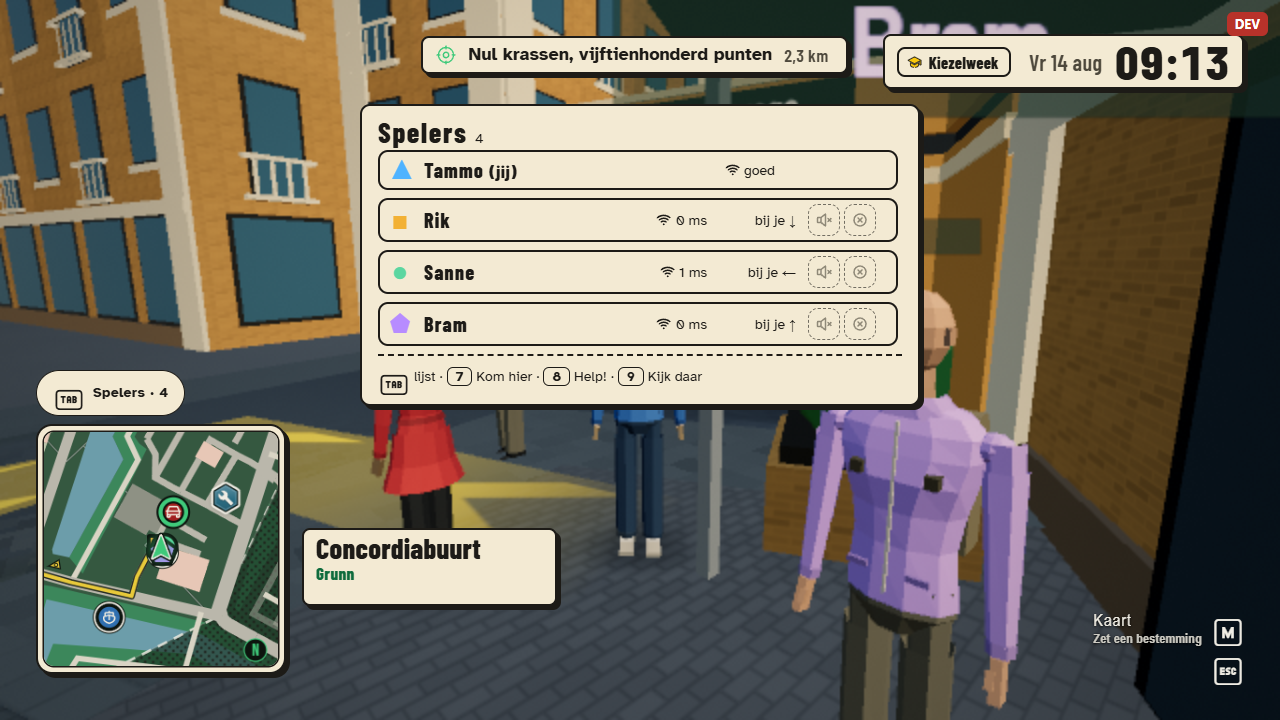 DEV
Bram
Nul krassen, vijftienhonderd punten 2,3 km
Kiezelweek Vr 14 aug 09:13
Spelers 4
Tammo (jij) goed
Rik 0 ms bij je ↓
Sanne 1 ms bij je ←
Bram 0 ms bij je ↑
TAB lijst · 7 Kom hier · 8 Help! · 9 Kijk daar
TAB Spelers · 4
Concordiabuurt
Grunn
N
Kaart
Zet een bestemming
M
ESC